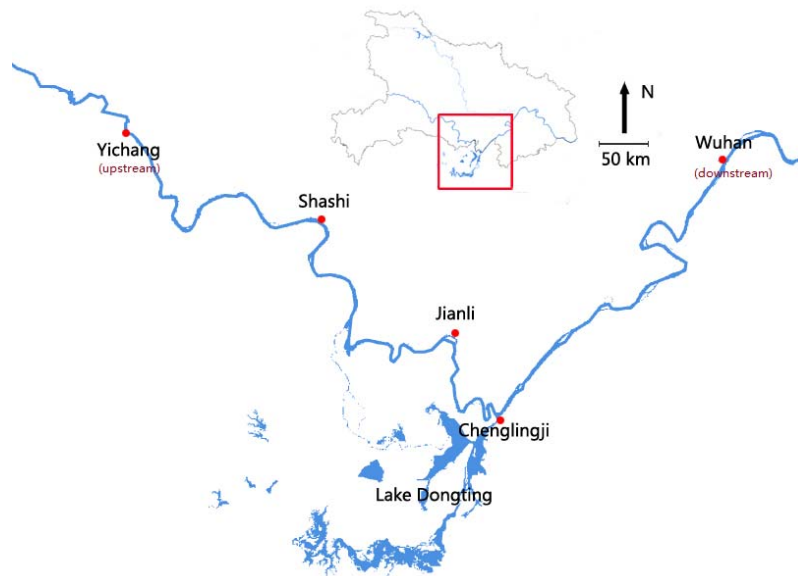 N
50 km
Yichang
(upstream)
Wuhan
(downstream)
Shashi
Jianli
Chenglingji
Lake Dongting